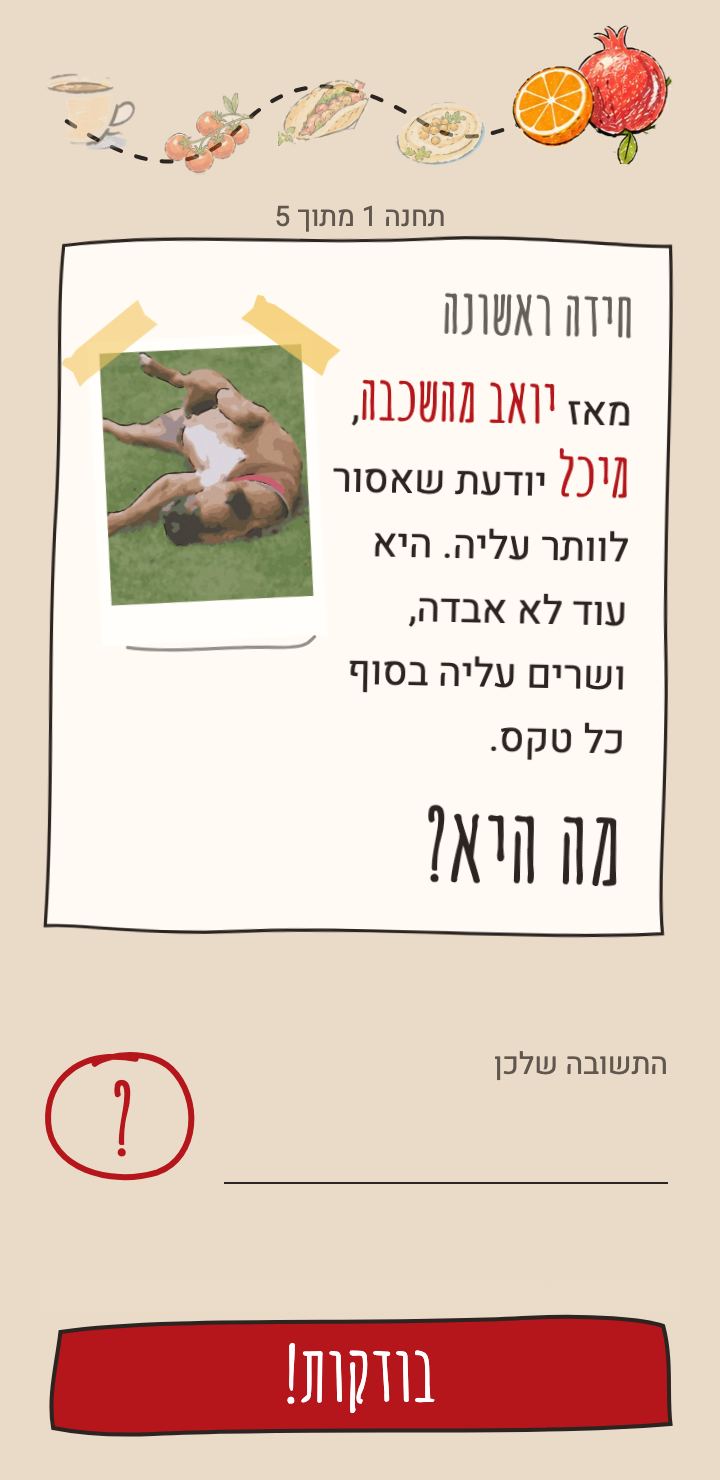 תחנה 1 מתוך 5
חידה ראשונה
מאז יואב מהשכבה,
מיכל יודעת שאסור
לוותר עליה. היא
עוד לא אבדה,
ושרים עליה בסוף
כל טקס.
מה היא?
התשובה שלכן
?
בודקות!